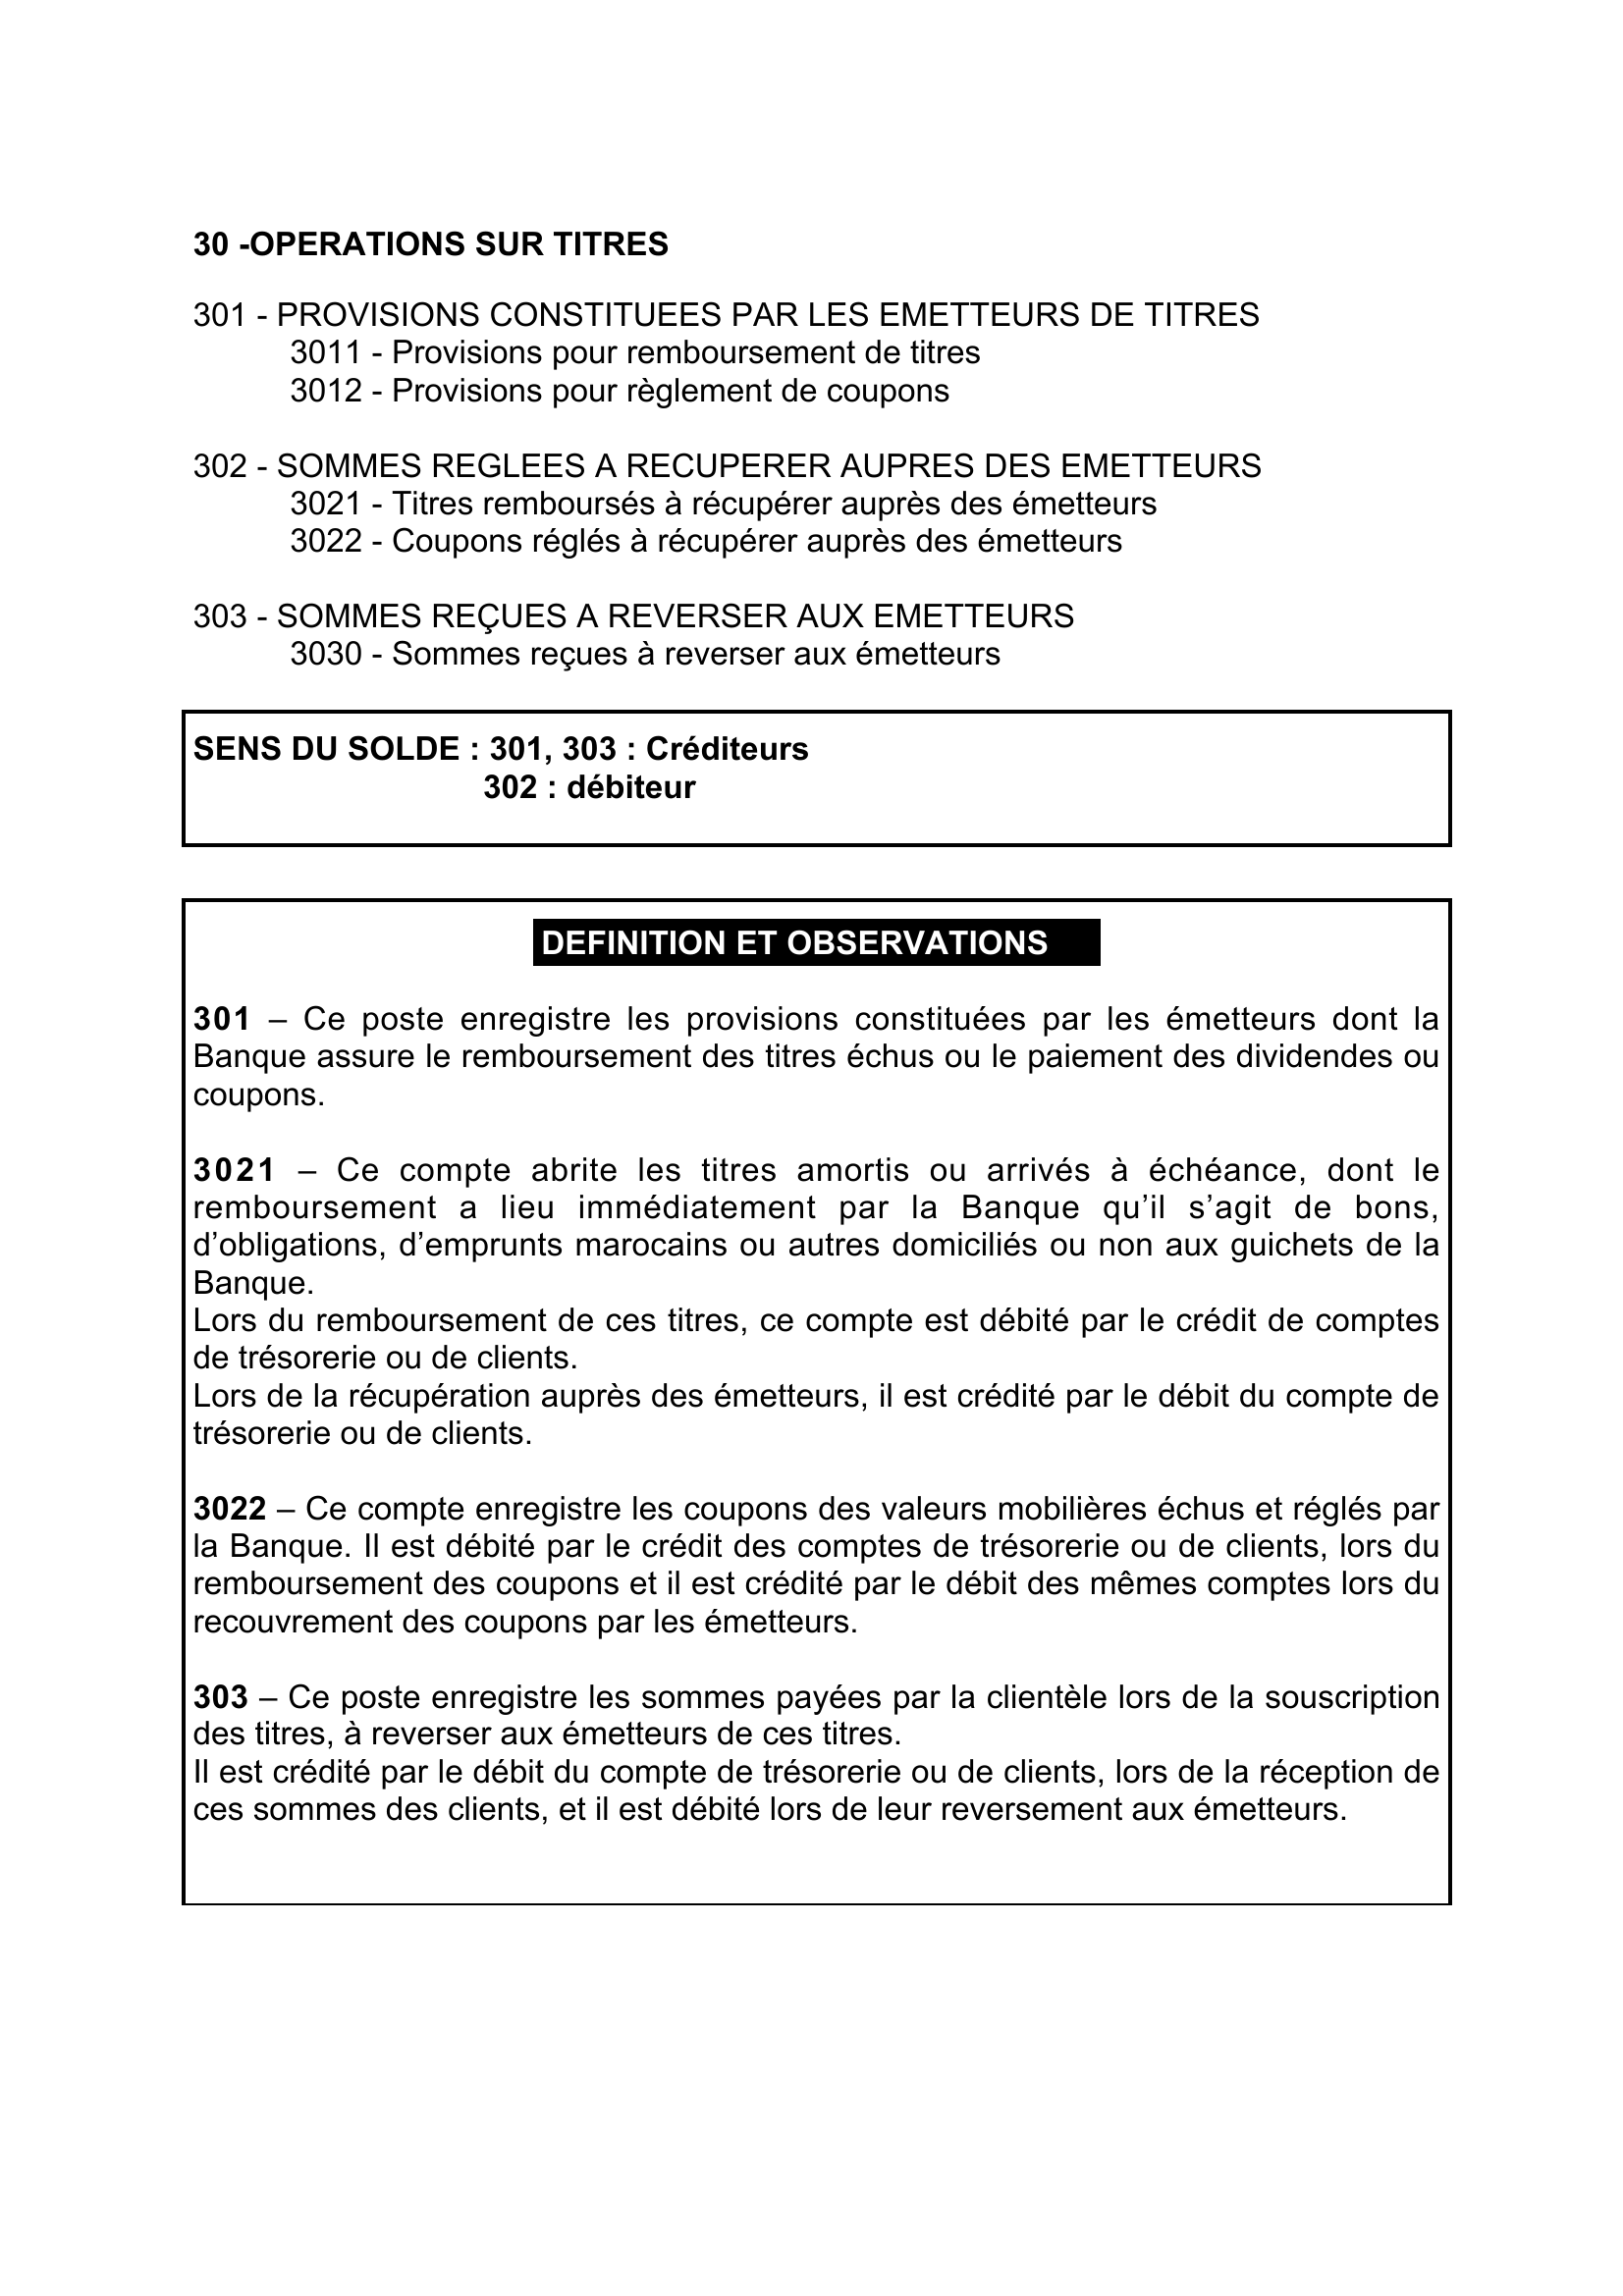 30 -OPERATIONS SUR TITRES
301 - PROVISIONS CONSTITUEES PAR LES EMETTEURS DE TITRES
3011 - Provisions pour remboursement de titres
3012 - Provisions pour règlement de coupons
302 - SOMMES REGLEES A RECUPERER AUPRES DES EMETTEURS
3021 - Titres remboursés à récupérer auprès des émetteurs
3022 - Coupons réglés à récupérer auprès des émetteurs
303 - SOMMES REÇUES A REVERSER AUX EMETTEURS
3030 - Sommes reçues à reverser aux émetteurs
SENS DU SOLDE : 301, 303 : Créditeurs
302 : débiteur
DEFINITION ET OBSERVATIONS
301 – Ce poste enregistre les provisions constituées par les émetteurs dont la
Banque assure le remboursement des titres échus ou le paiement des dividendes ou
coupons.
3021 – Ce compte abrite les titres amortis ou arrivés à échéance, dont le
remboursement a lieu immédiatement par la Banque qu’il s’agit de bons,
d’obligations, d’emprunts marocains ou autres domiciliés ou non aux guichets de la
Banque.
Lors du remboursement de ces titres, ce compte est débité par le crédit de comptes
de trésorerie ou de clients.
Lors de la récupération auprès des émetteurs, il est crédité par le débit du compte de
trésorerie ou de clients.
3022 – Ce compte enregistre les coupons des valeurs mobilières échus et réglés par
la Banque. Il est débité par le crédit des comptes de trésorerie ou de clients, lors du
remboursement des coupons et il est crédité par le débit des mêmes comptes lors du
recouvrement des coupons par les émetteurs.
303 – Ce poste enregistre les sommes payées par la clientèle lors de la souscription
des titres, à reverser aux émetteurs de ces titres.
Il est crédité par le débit du compte de trésorerie ou de clients, lors de la réception de
ces sommes des clients, et il est débité lors de leur reversement aux émetteurs.